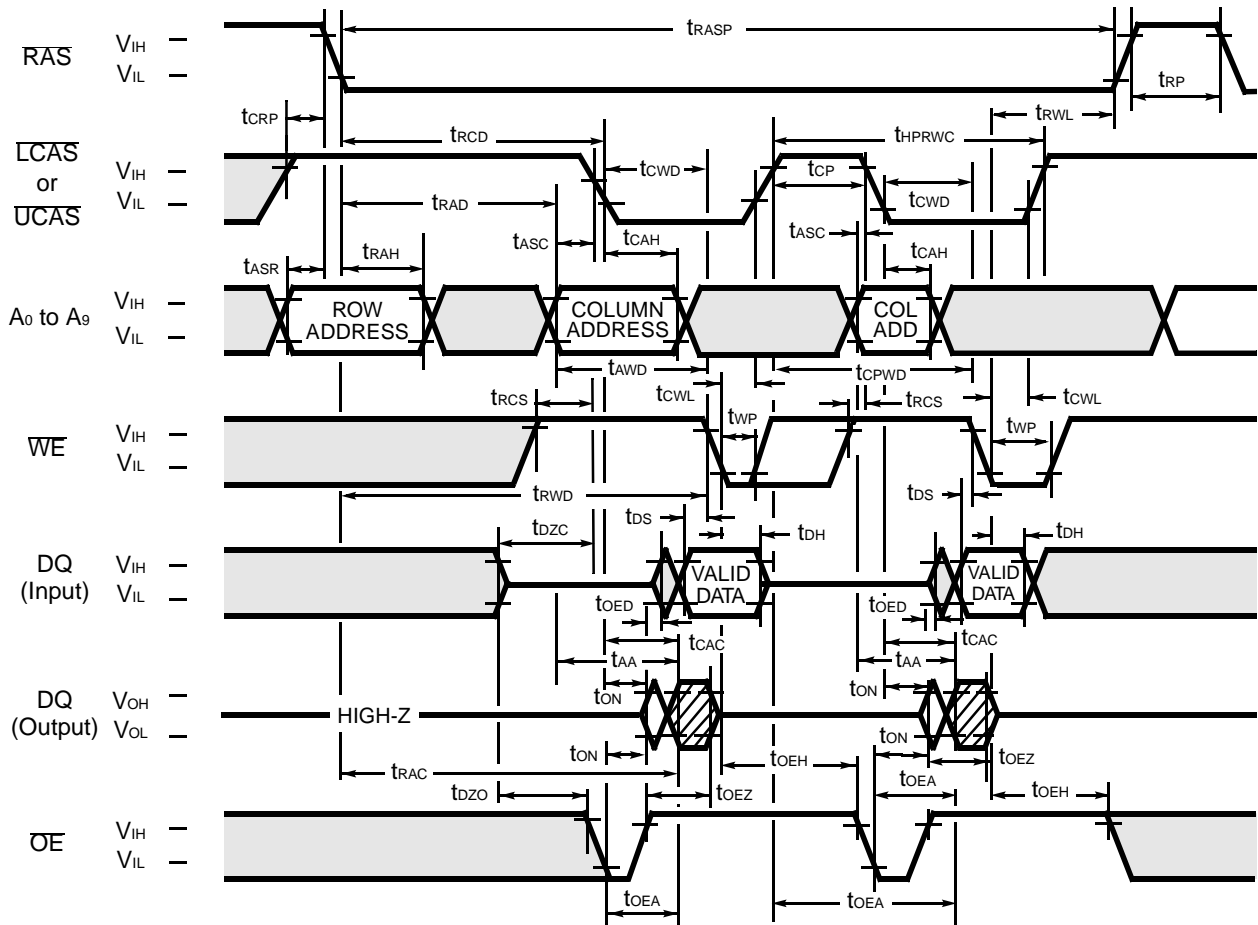 tRASP
RAS VIH
VIL
tRP
tCRP tRWL
tRCD tHPRWC
LCAS
or
UCAS
VIH
VIL
tCWD tCP
tRAD tCWD
tASC tCAH tASC tCAH
tASR tRAH
A0 to A9 VIH
VIL
ROW
ADDRESS
COLUMN
ADDRESS
COL
ADD
tAWD tCPWD
tRCS tCWL tRCS tCWL
tWP tWP
WE VIH
VIL
tRWD
tDS tDS
tDZC tDH tDH
DQ
(Input)
VIH
VIL
VALID
DATA
VALID
DATA
tOED tOED
tCAC tCAC
tAA tAA
tON tON
DQ
(Output)
VOH
VOL
HIGH-Z
tON tON
tRAC tOEH tOEZ
tDZO tOEZ tOEA tOEH
OE VIH
VIL
tOEA tOEA